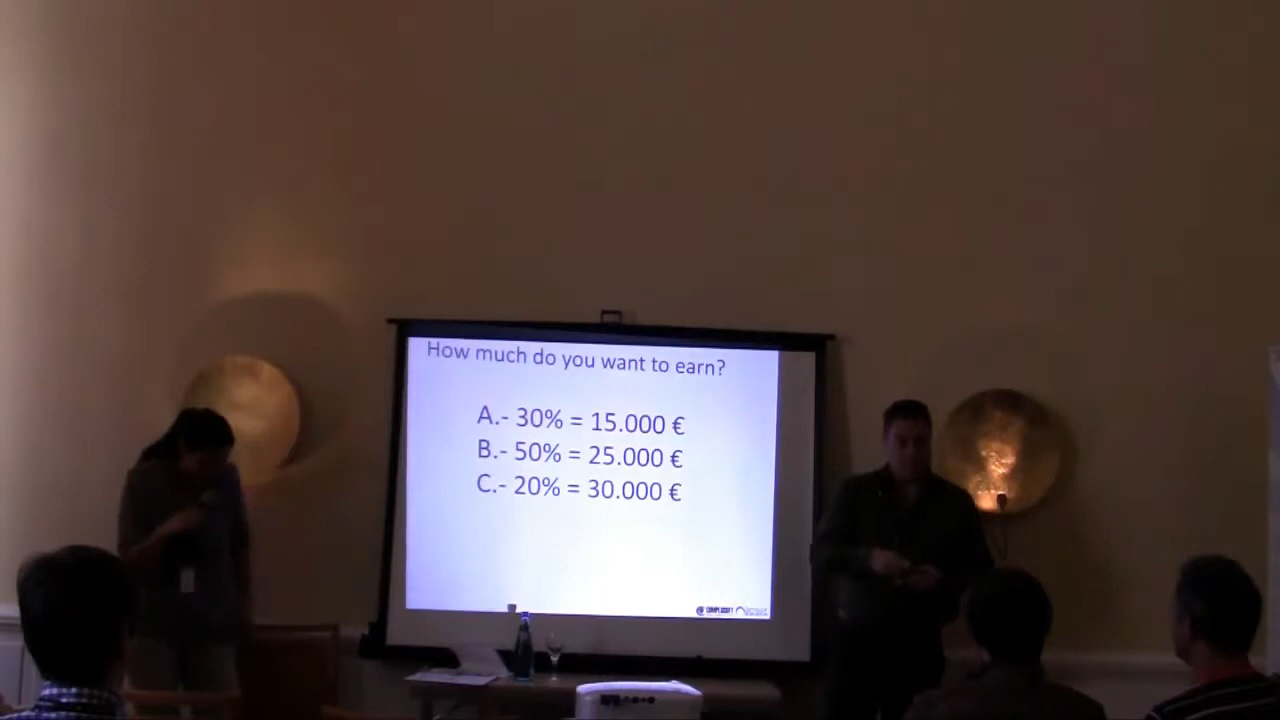 How much do you want to earn?
A.- 30% = 15.000 €
B.- 50% = 25.000 €
C.- 20% = 30.000 €